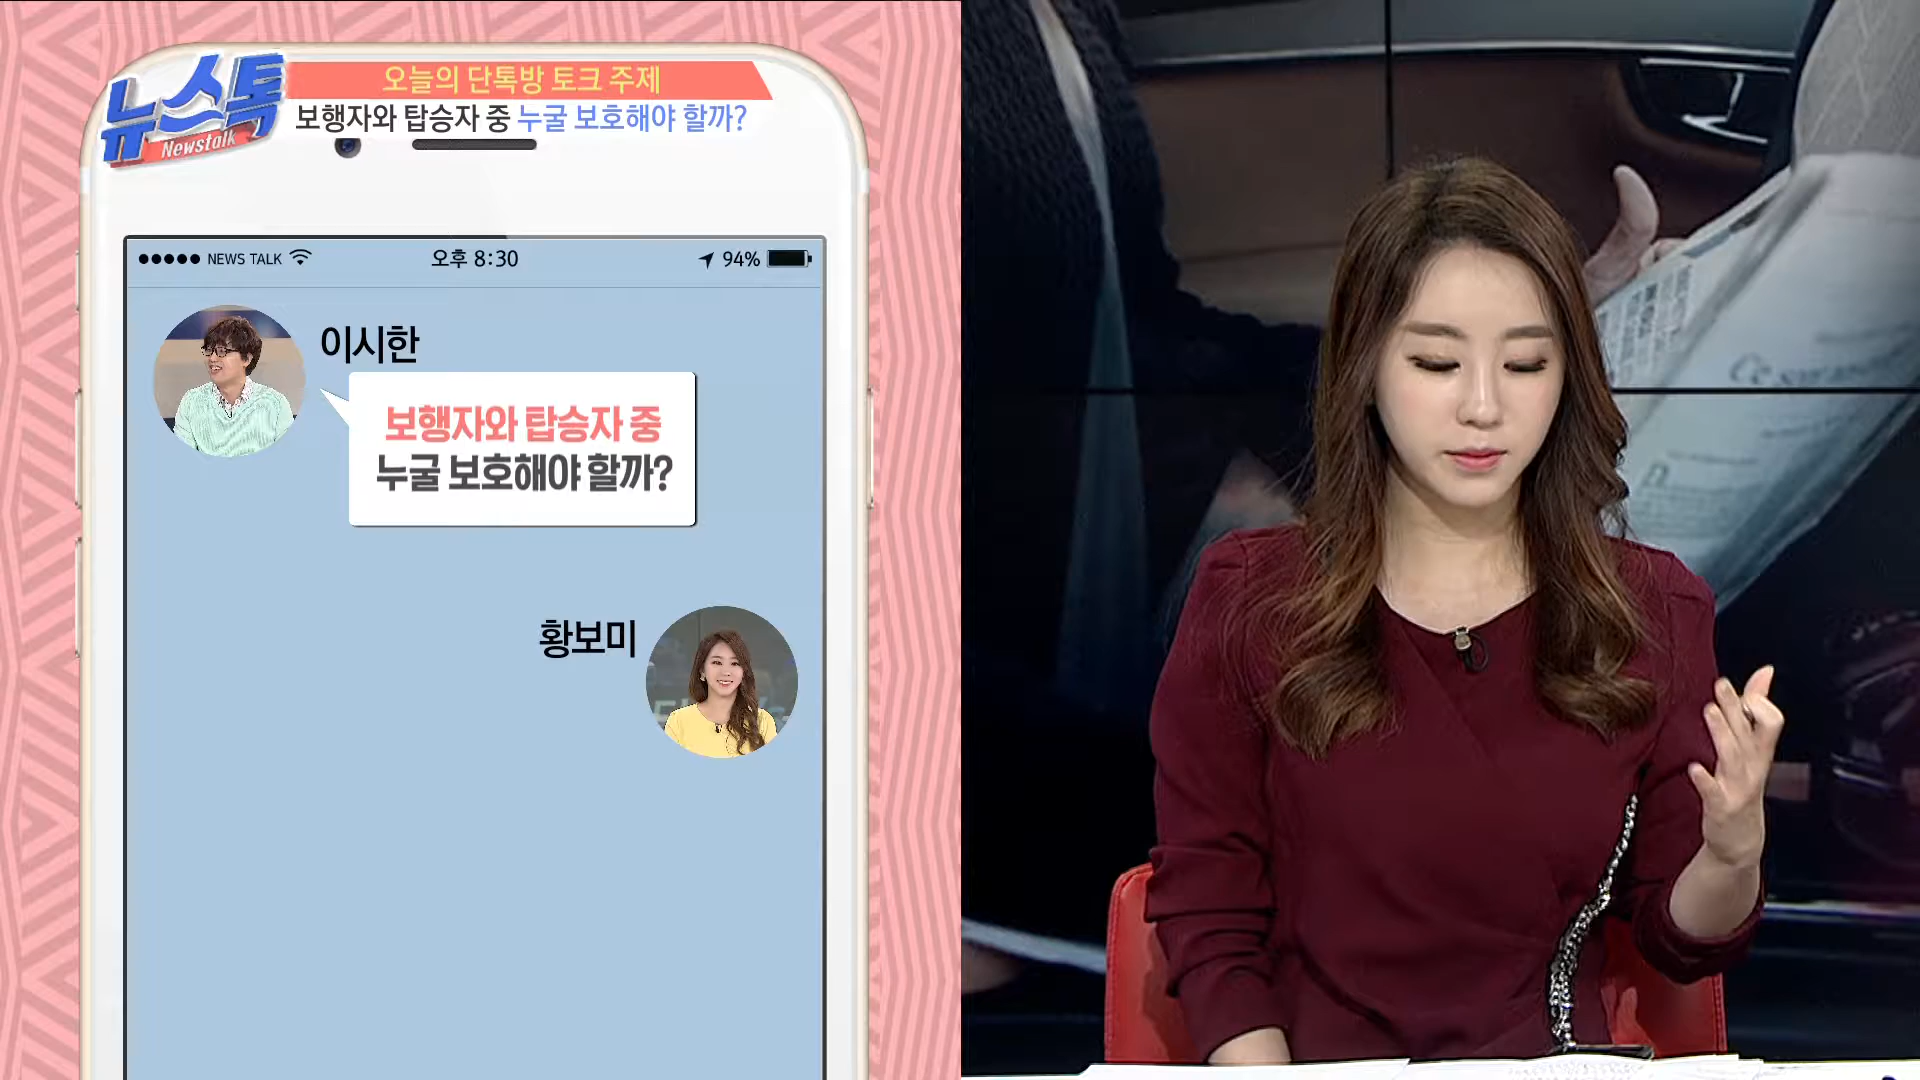 뉴스톡
Newstalk
오늘의 단톡방 토크 주제
보행자와 탑승자 중 누굴 보호해야 할까?
NEWS TALK 오후 8:30 94%
이시한
보행자와 탑승자 중
누굴 보호해야 할까?
황보미